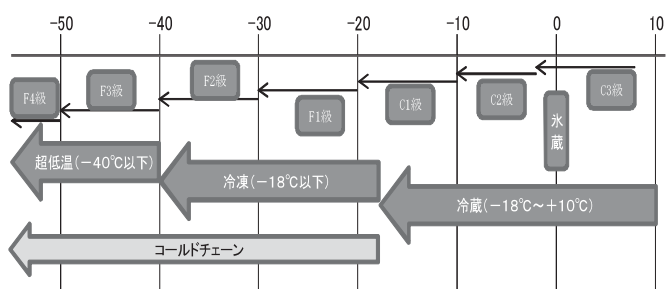 -50 -40 -30 -20 -10 0 10
F4級 F3級 F2級 F1級 C1級 C2級 C3級
氷蔵
超低温(-40℃以下) 冷凍(-18℃以下) 冷蔵(-18℃～+10℃)
コールドチェーン